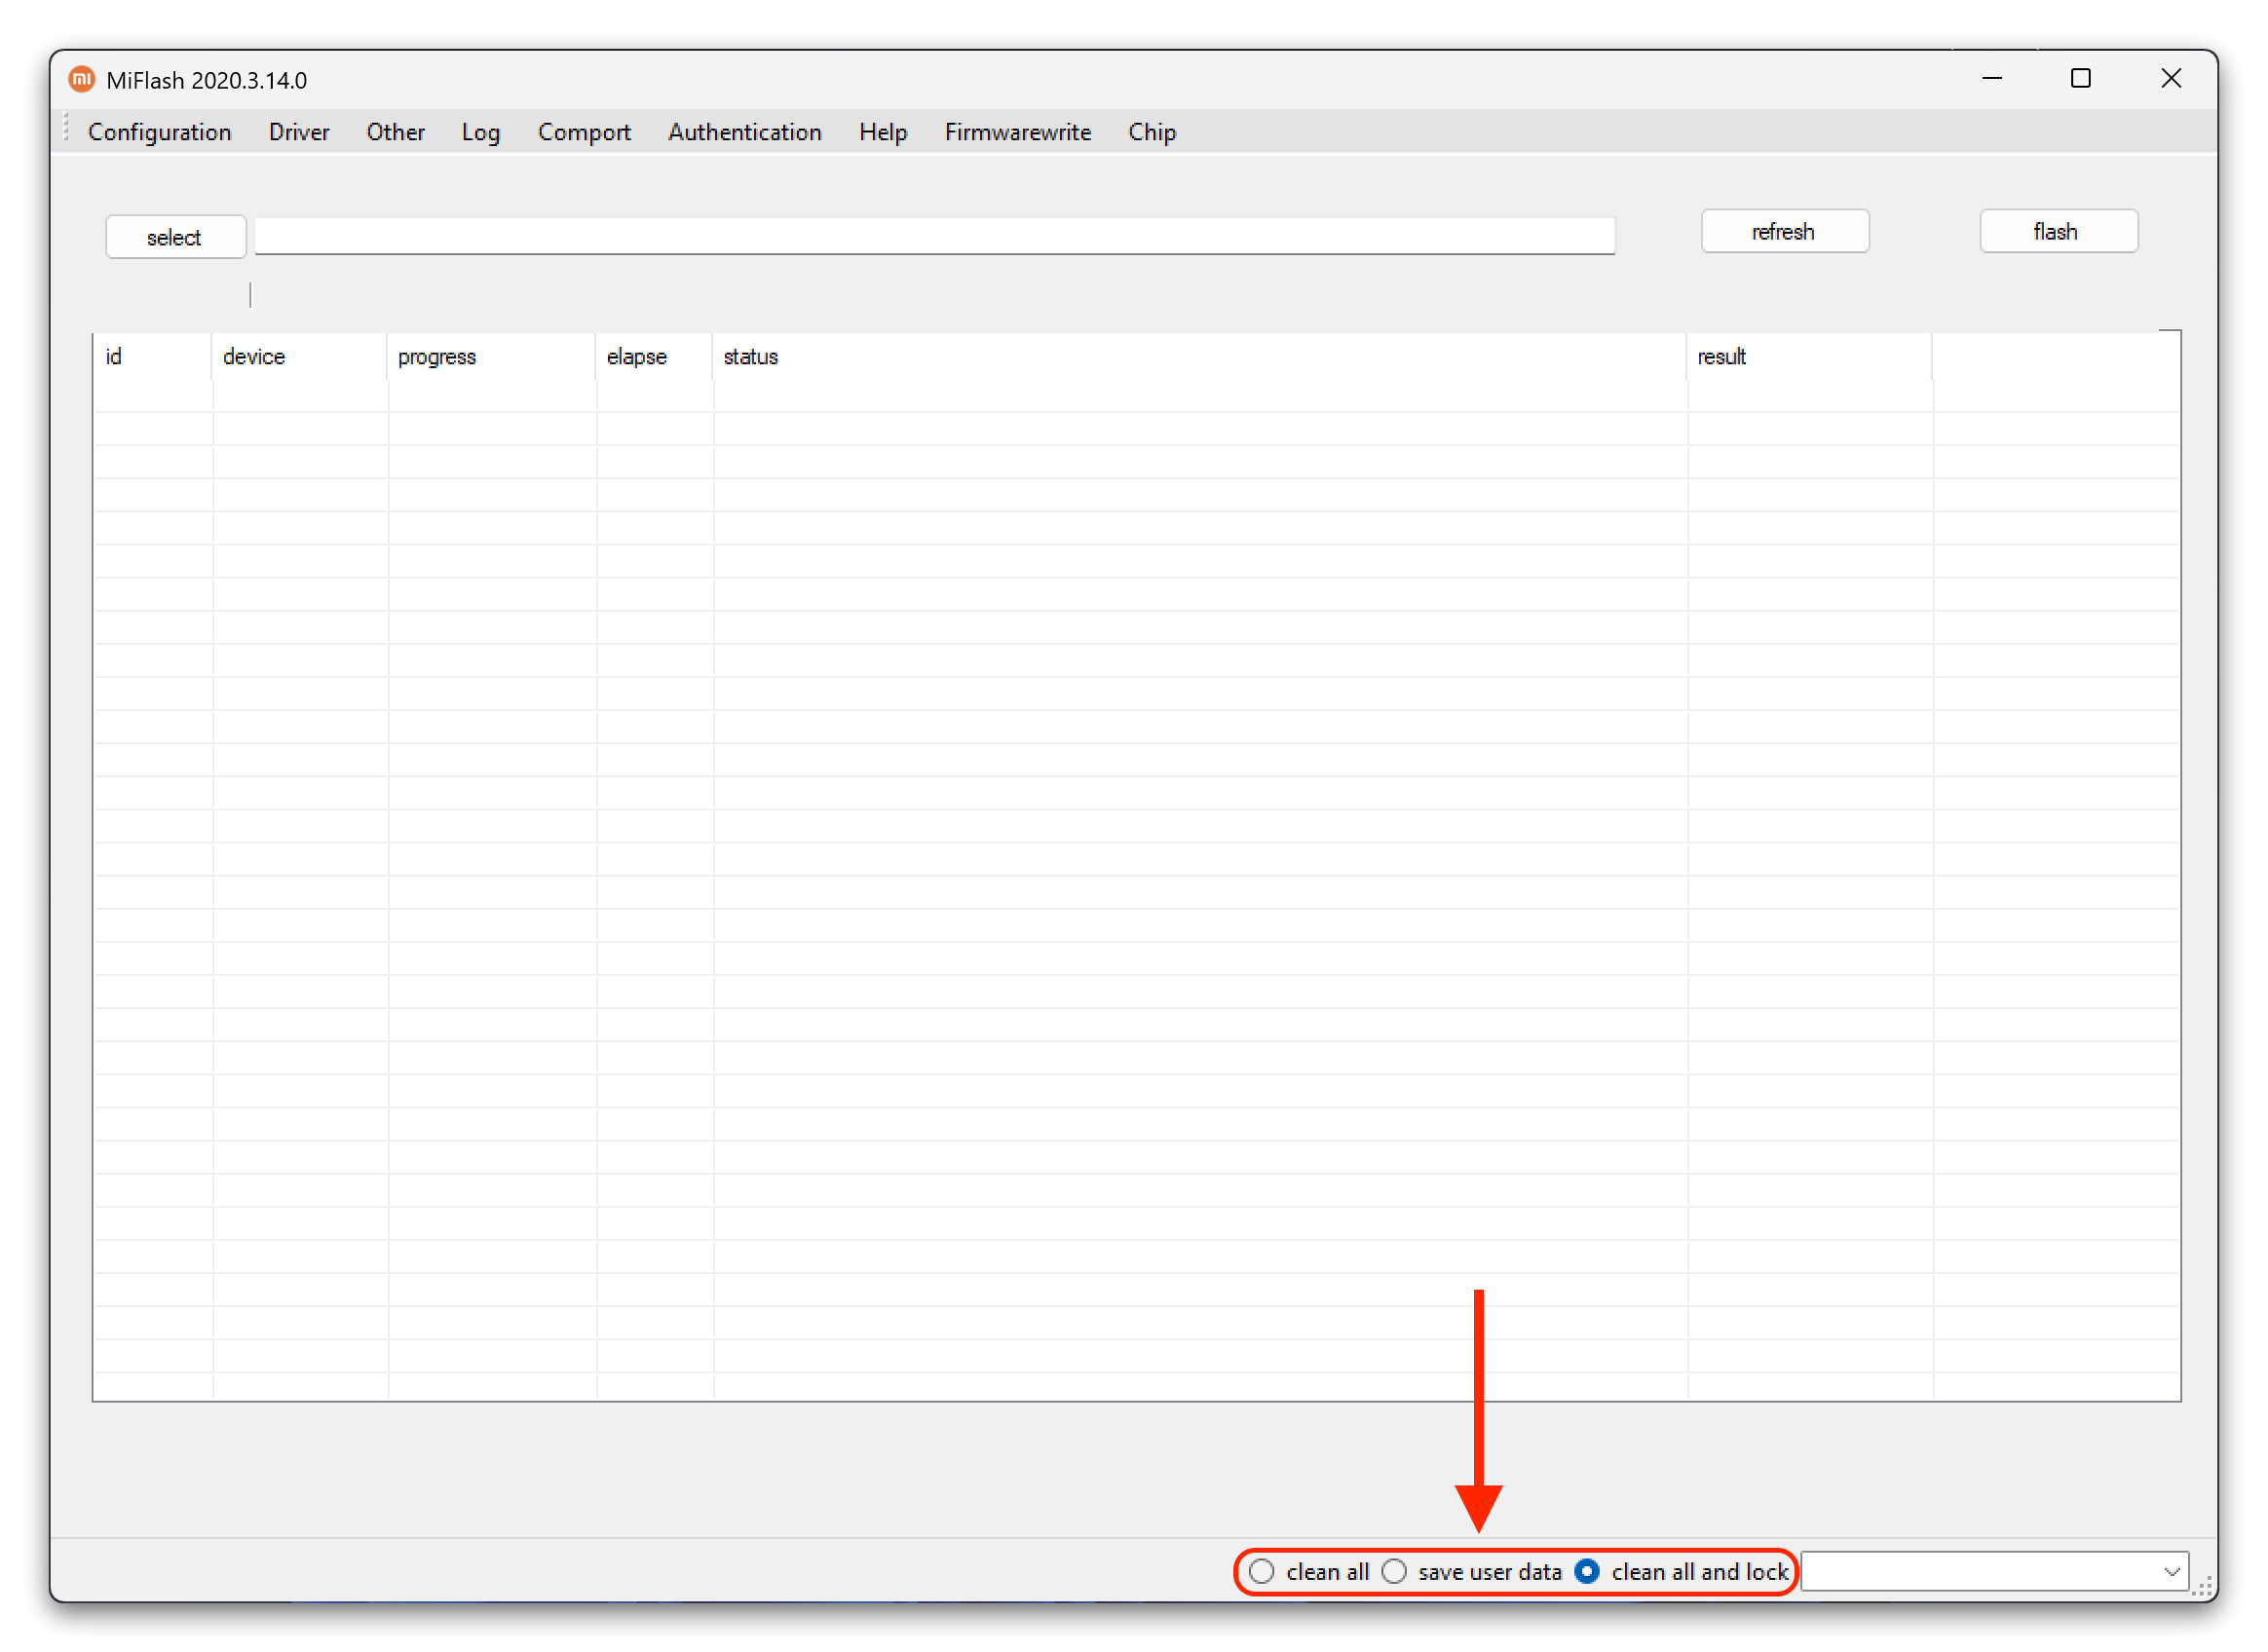 MiFlash 2020.3.14.0
Configuration Driver Other Log Comport Authentication Help Firmwarewrite Chip
select refresh flash
id device progress elapse status result
clean all save user data clean all and lock